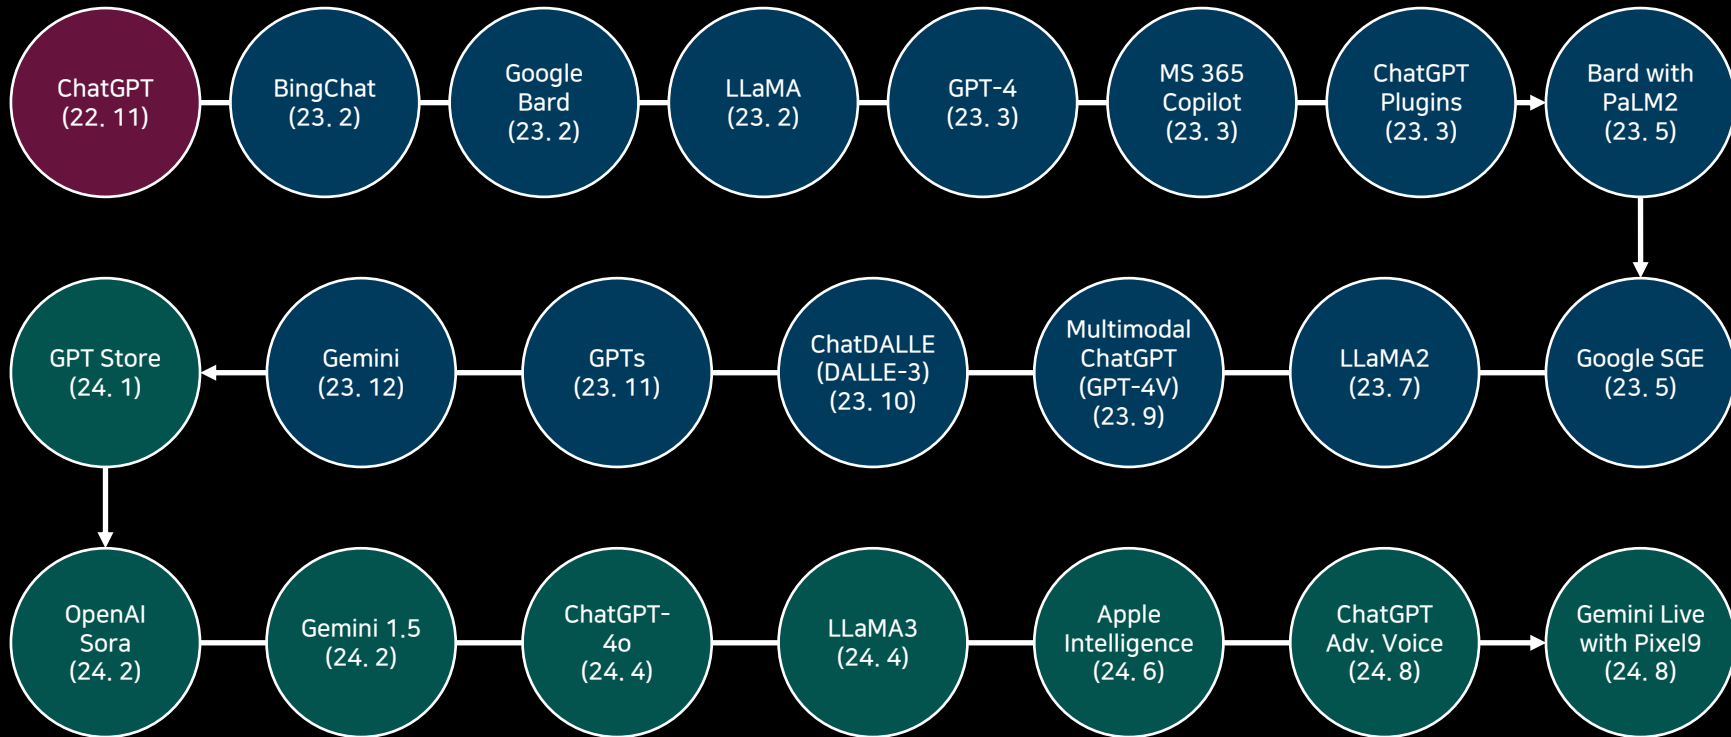 ChatGPT
(22. 11)
BingChat
(23. 2)
Google
Bard
(23. 2)
LLaMA
(23. 2)
GPT-4
(23. 3)
MS 365
Copilot
(23. 3)
ChatGPT
Plugins
(23. 3)
Bard with
PaLM2
(23. 5)
GPT Store
(24. 1)
Gemini
(23. 12)
GPTs
(23. 11)
ChatDALLE
(DALLE-3)
(23. 10)
Multimodal
ChatGPT
(GPT-4V)
(23. 9)
LLaMA2
(23. 7)
Google SGE
(23. 5)
OpenAI
Sora
(24. 2)
Gemini 1.5
(24. 2)
ChatGPT-
4o
(24. 4)
LLaMA3
(24. 4)
Apple
Intelligence
(24. 6)
ChatGPT
Adv. Voice
(24. 8)
Gemini Live
with Pixel9
(24. 8)